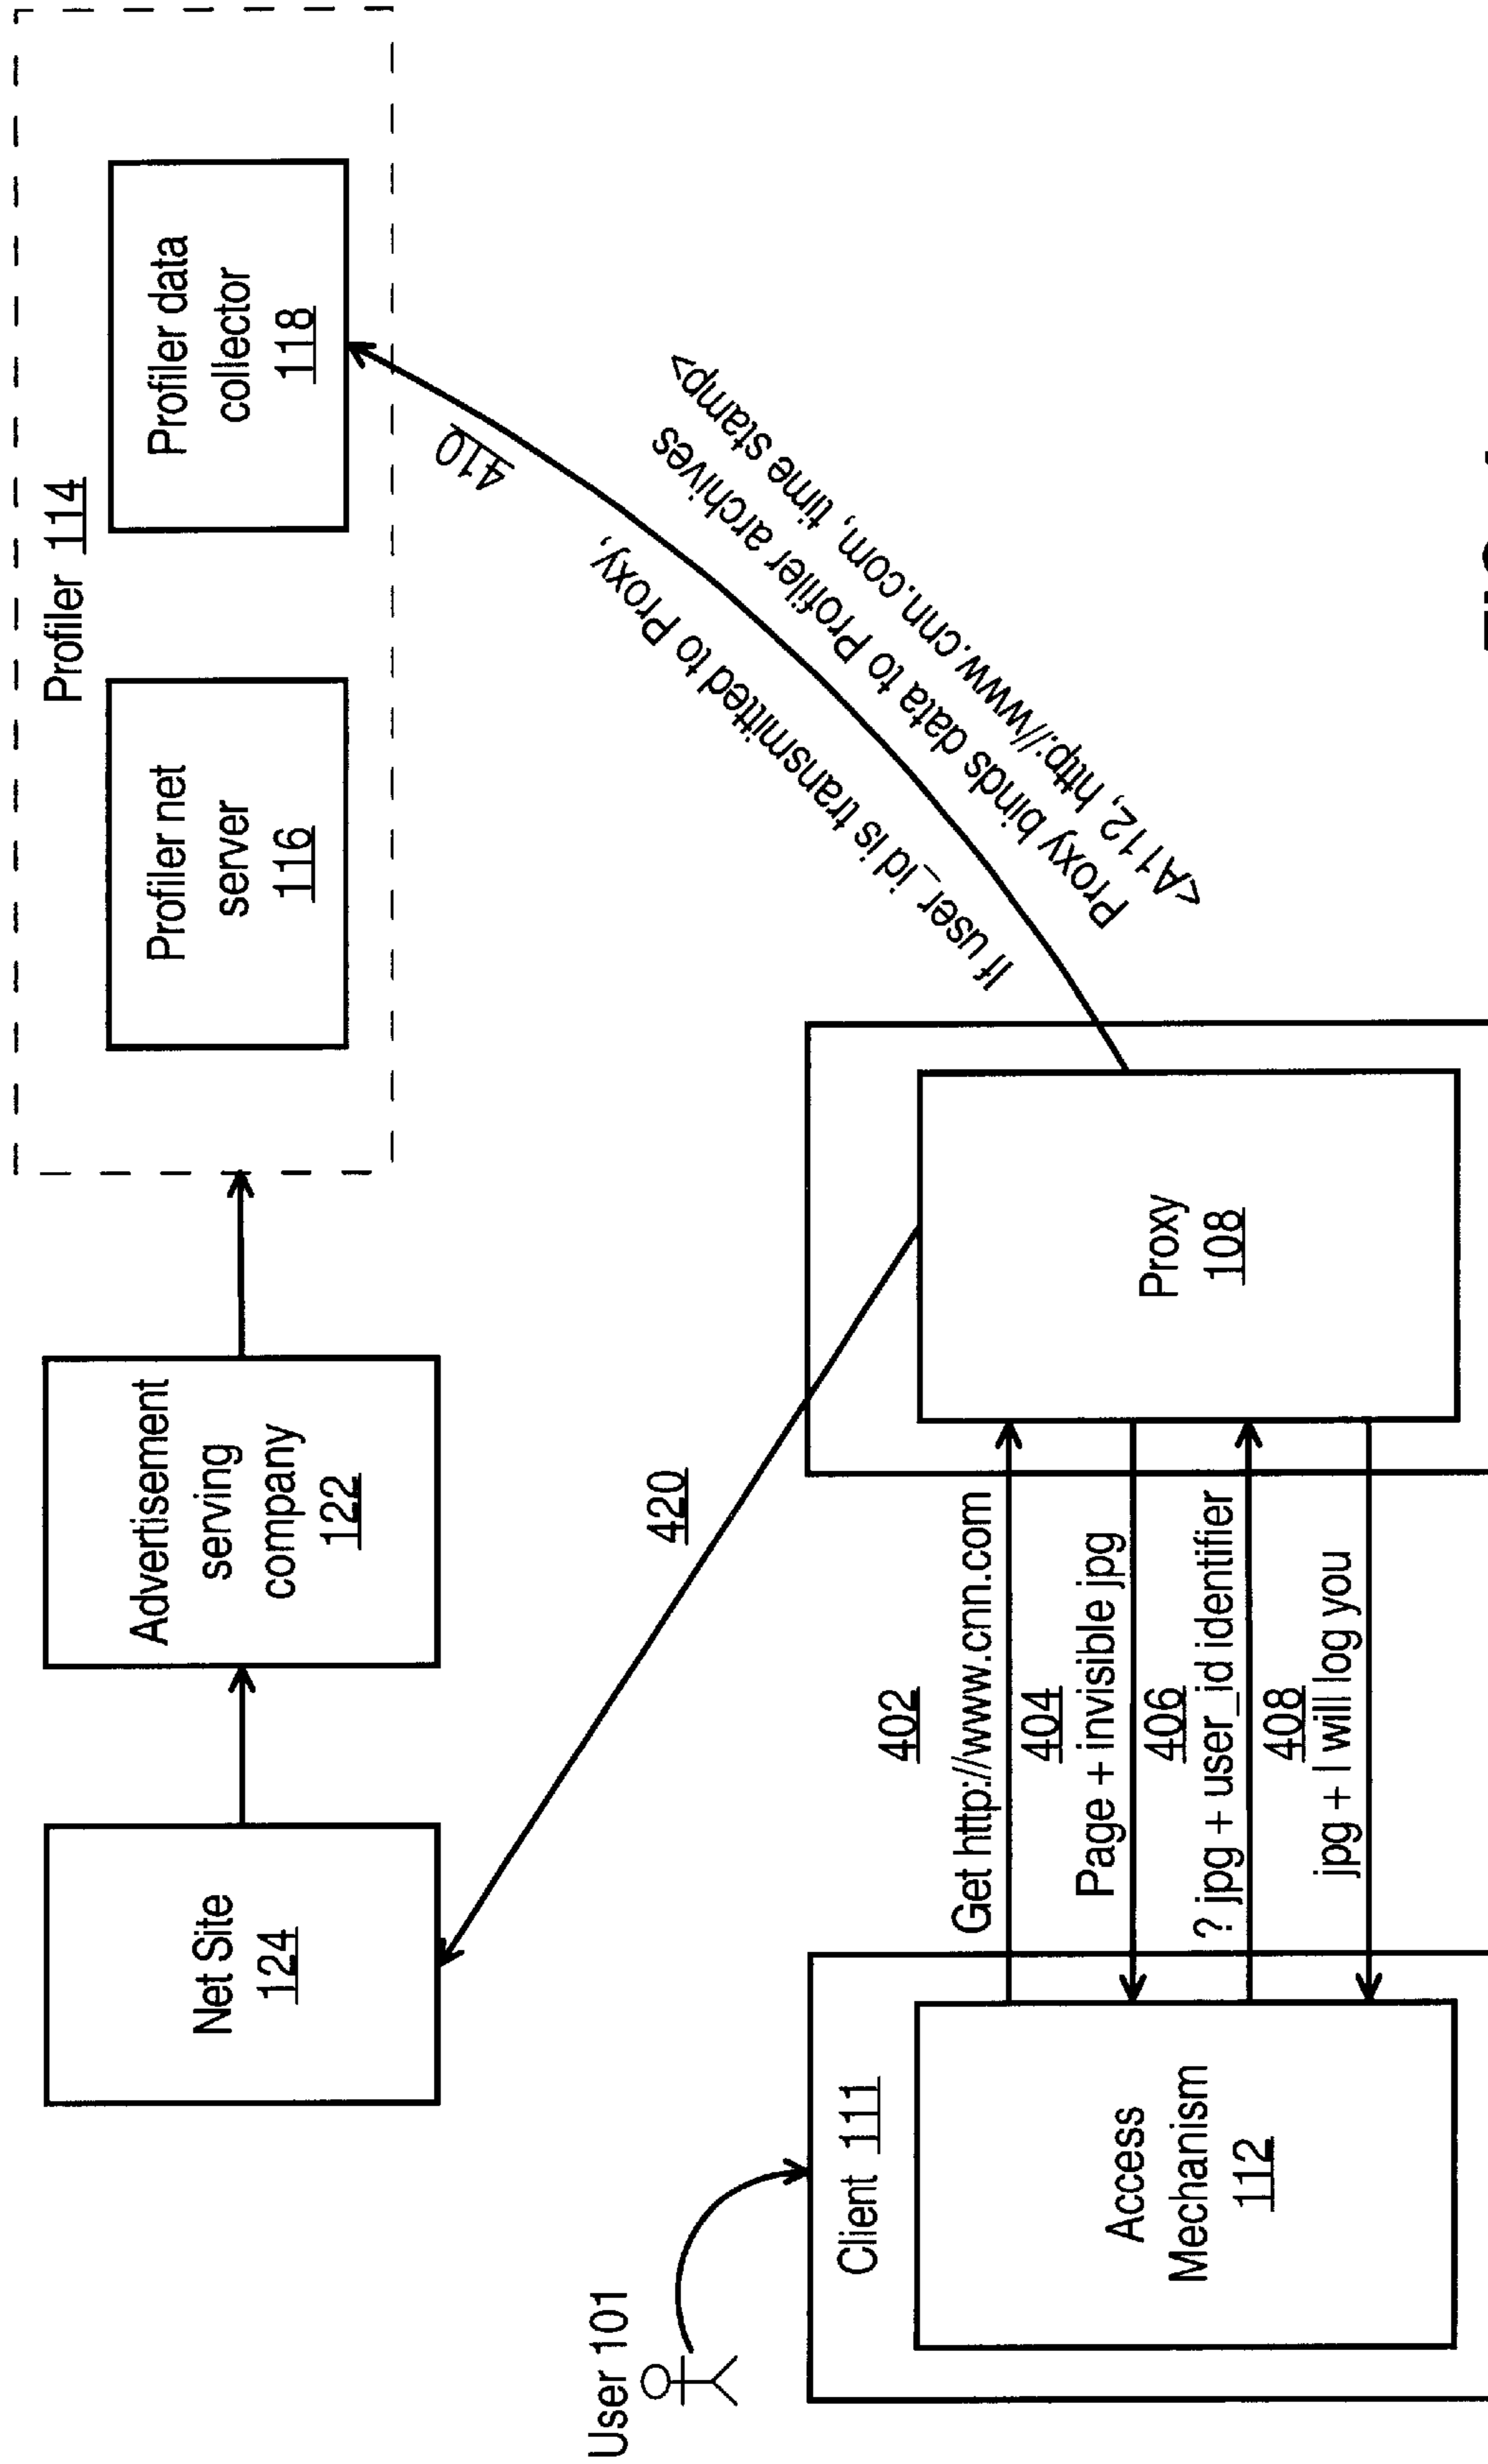 Profiler 114
Net Site
124
Advertisement
serving
company
122
Profiler net
server
116
Profiler data
collector
118
420
410
If user_id is transmitted to Proxy,
Proxy binds data to Profiler archives
<A112, http://www.cnn.com, time stamp>
User 101
Client 111
Access
Mechanism
112
402
Get http://www.cnn.com
404
Page + invisible jpg
406
? jpg + user_id identifier
408
jpg + I will log you
Proxy
108